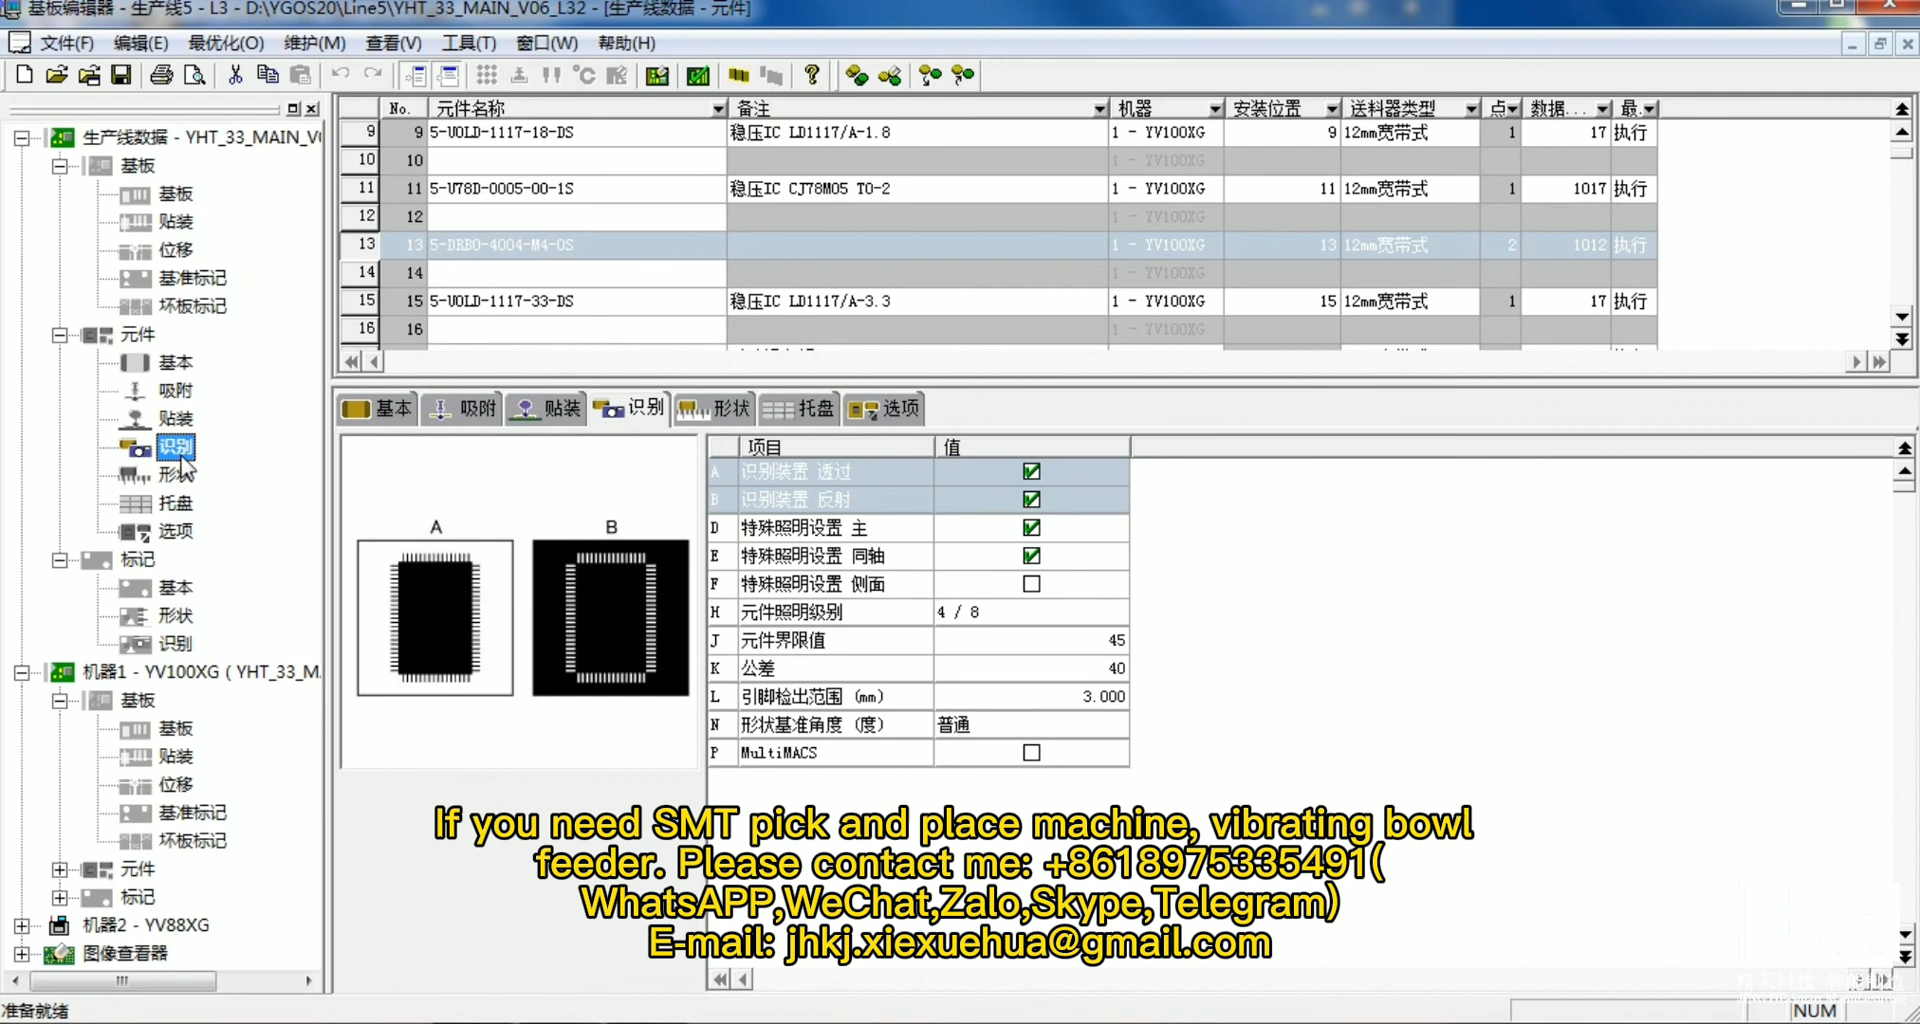 基板编辑器 - 生产线5 - L3 - D:\YGOS20\Line5\YHT_33_MAIN_V06_L32 - [生产线数据 - 元件]
文件(F) 编辑(E) 最优化(O) 维护(M) 查看(V) 工具(T) 窗口(W) 帮助(H)
生产线数据 - YHT_33_MAIN_V
基板
基板
贴装
位移
基准标记
坏板标记
元件
基本
吸附
贴装
识别
形状
托盘
选项
标记
基本
形状
识别
机器1 - YV100XG ( YHT_33_M
基板
基板
贴装
位移
基准标记
坏板标记
元件
标记
机器2 - YV88XG
图像查看器
No. 元件名称 备注 机器 安装位置 送料器类型 点 数据... 最.
9 9 5-UOLD-1117-18-DS 稳压IC LD1117/A-1.8 1 - YV100XG 9 12mm宽带式 1 17 执行
10 10 1 - YV100XG
11 11 5-U78D-0005-00-1S 稳压IC CJ78M05 TO-2 1 - YV100XG 11 12mm宽带式 1 1017 执行
12 12 1 - YV100XG
13 13 5-DRBO-4004-M4-OS 1 - YV100XG 13 12mm宽带式 2 1012 执行
14 14 1 - YV100XG
15 15 5-UOLD-1117-33-DS 稳压IC LD1117/A-3.3 1 - YV100XG 15 12mm宽带式 1 17 执行
16 16 1 - YV100XG
基本 吸附 贴装 识别 形状 托盘 选项
A B
项目 值
A 识别装置 透过
B 识别装置 反射
D 特殊照明设置 主
E 特殊照明设置 同轴
F 特殊照明设置 侧面
H 元件照明级别 4 / 8
J 元件界限值 45
K 公差 40
L 引脚检出范围 (mm) 3.000
N 形状基准角度 (度) 普通
P MultiMACS
If you need SMT pick and place machine, vibrating bowl
feeder. Please contact me: +8618975335491(
WhatsAPP,WeChat,Zalo,Skype,Telegram)
E-mail: jhkj.xiexuehua@gmail.com
准备就绪
NUM